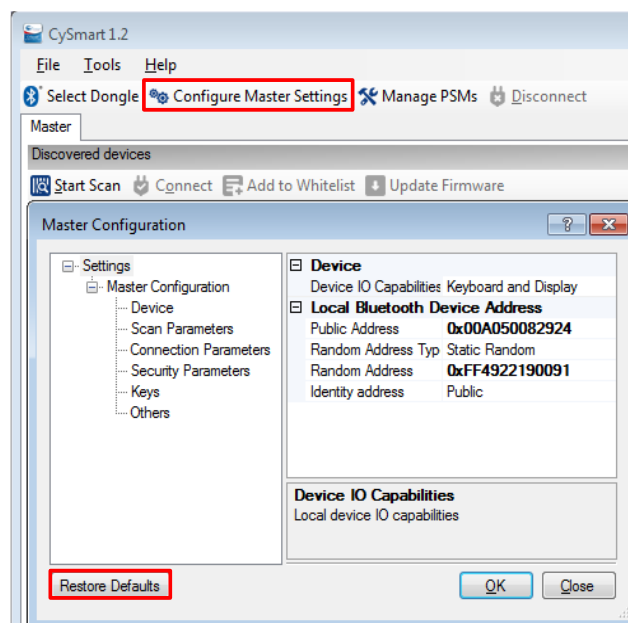 CySmart 1.2
File Tools Help
Select Dongle Configure Master Settings Manage PSMs Disconnect
Master
Discovered devices
Start Scan Connect Add to Whitelist Update Firmware
Master Configuration
Settings
Master Configuration
Device
Scan Parameters
Connection Parameters
Security Parameters
Keys
Others
Device
Device IO Capabilities Keyboard and Display
Local Bluetooth Device Address
Public Address 0x00A050082924
Random Address Typ Static Random
Random Address 0xFF4922190091
Identity address Public
Device IO Capabilities
Local device IO capabilities
Restore Defaults OK Close